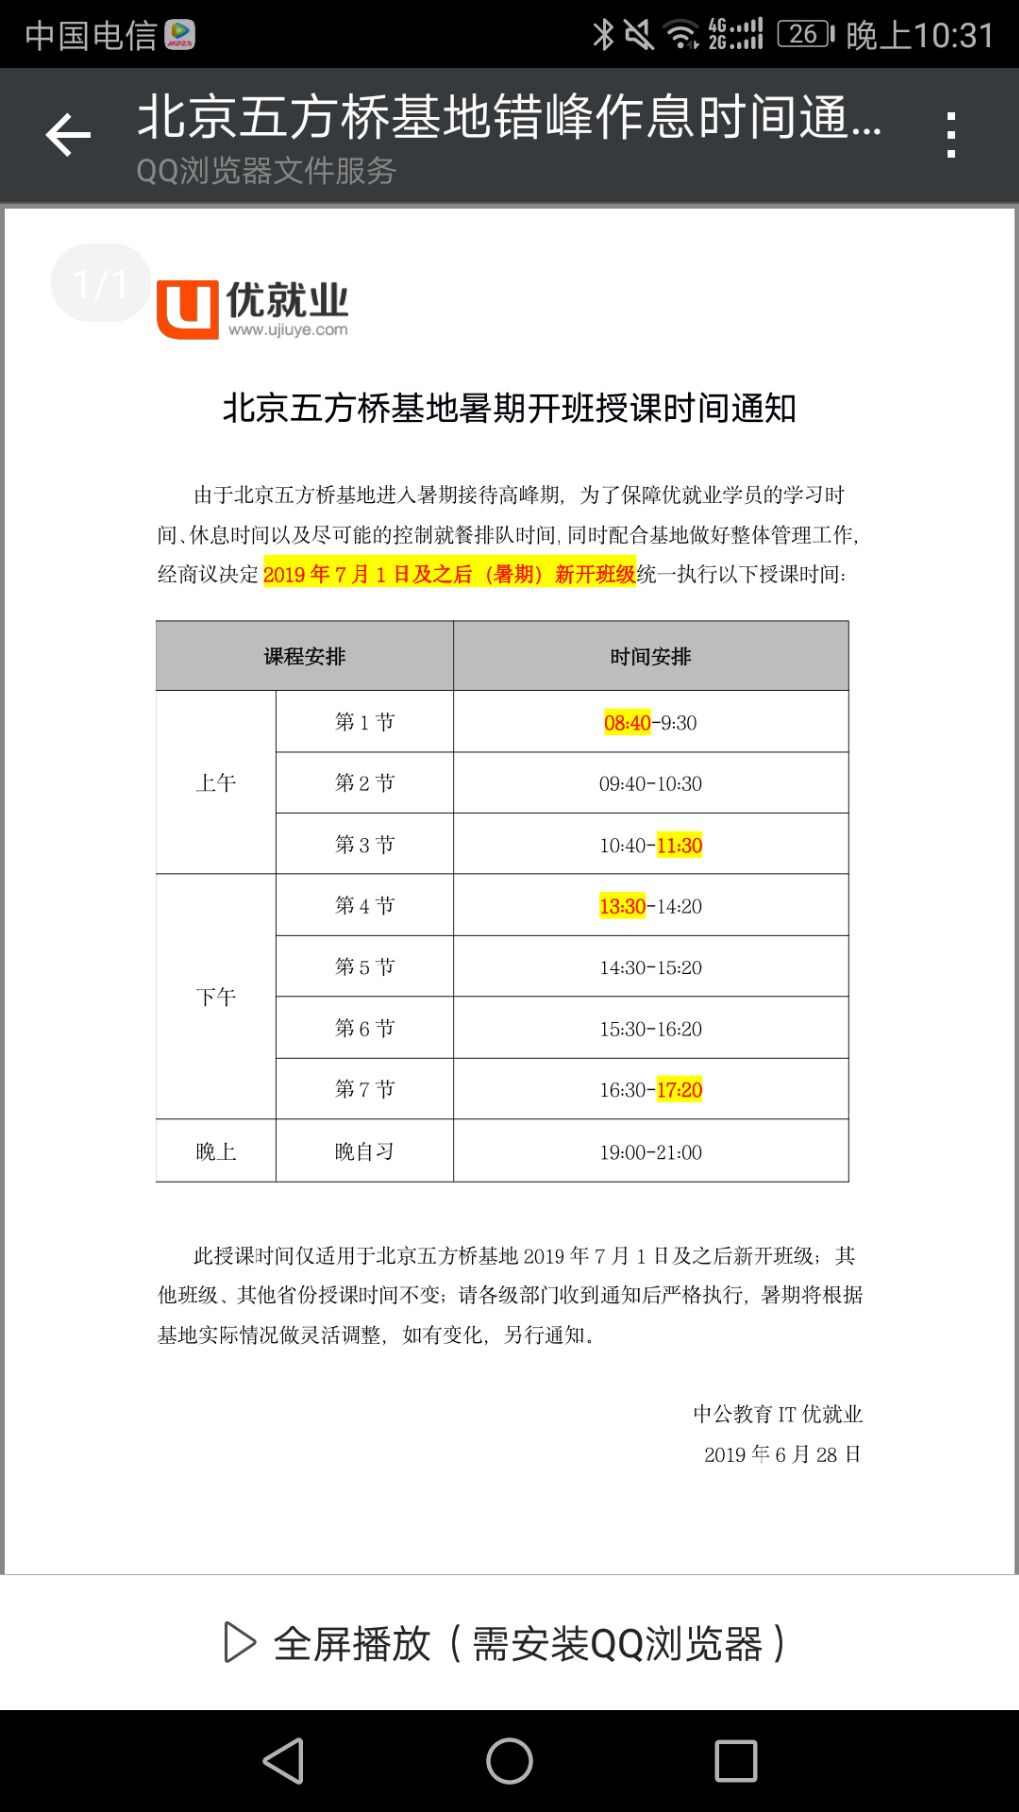 中国电信
4G
2G
26
晚上10:31
北京五方桥基地错峰作息时间通...
QQ浏览器文件服务
1/1
优就业
www.ujiuye.com
北京五方桥基地暑期开班授课时间通知
由于北京五方桥基地进入暑期接待高峰期，为了保障优就业学员的学习时
间、休息时间以及尽可能的控制就餐排队时间，同时配合基地做好整体管理工作，
经商议决定 2019 年 7 月 1 日及之后（暑期）新开班级统一执行以下授课时间：
课程安排 时间安排
上午
第 1 节 08:40-9:30
第 2 节 09:40-10:30
第 3 节 10:40-11:30
下午
第 4 节 13:30-14:20
第 5 节 14:30-15:20
第 6 节 15:30-16:20
第 7 节 16:30-17:20
晚上 晚自习 19:00-21:00
此授课时间仅适用于北京五方桥基地 2019 年 7 月 1 日及之后新开班级；其
他班级、其他省份授课时间不变；请各级部门收到通知后严格执行，暑期将根据
基地实际情况做灵活调整，如有变化，另行通知。
中公教育 IT 优就业
2019 年 6 月 28 日
全屏播放（需安装QQ浏览器）